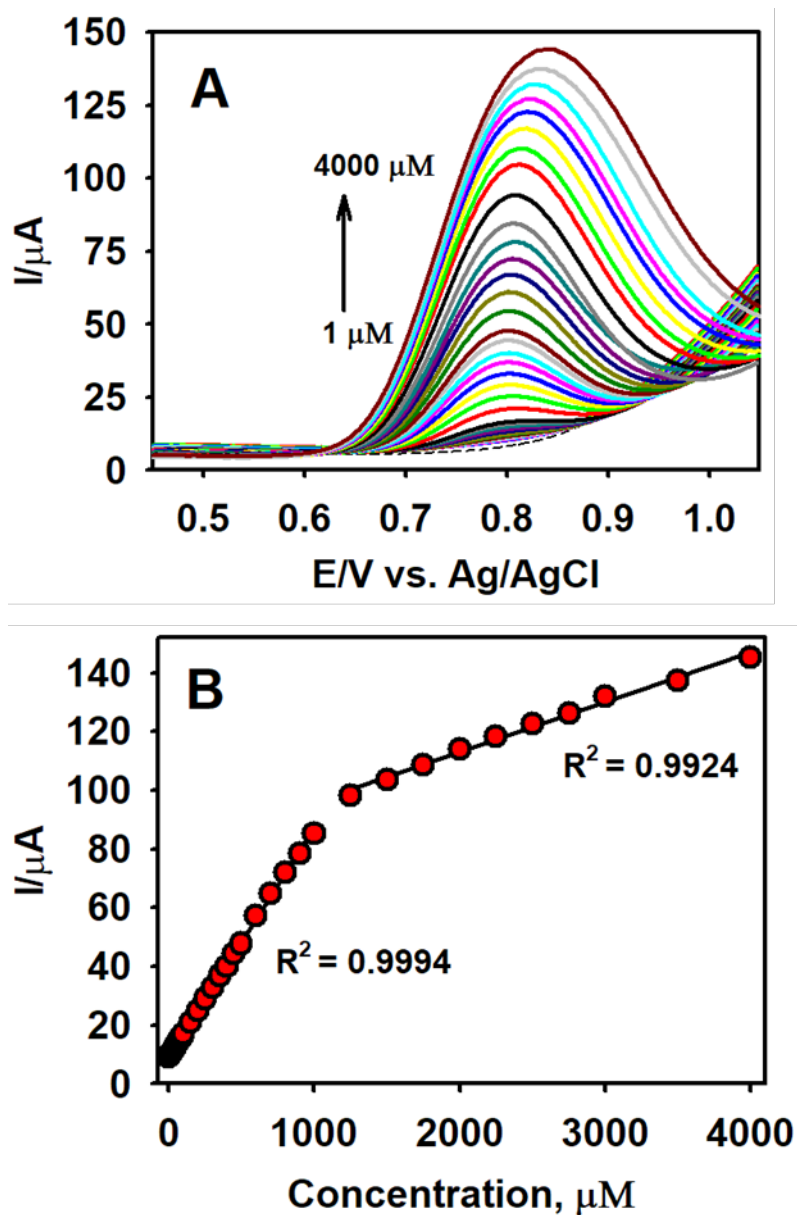 A
150
125
100
75
50
25
0
I/μA
4000 μM
1 μM
0.5 0.6 0.7 0.8 0.9 1.0
E/V vs. Ag/AgCl
B
140
120
100
80
60
40
20
0
I/μA
R² = 0.9924
R² = 0.9994
0 1000 2000 3000 4000
Concentration, μM